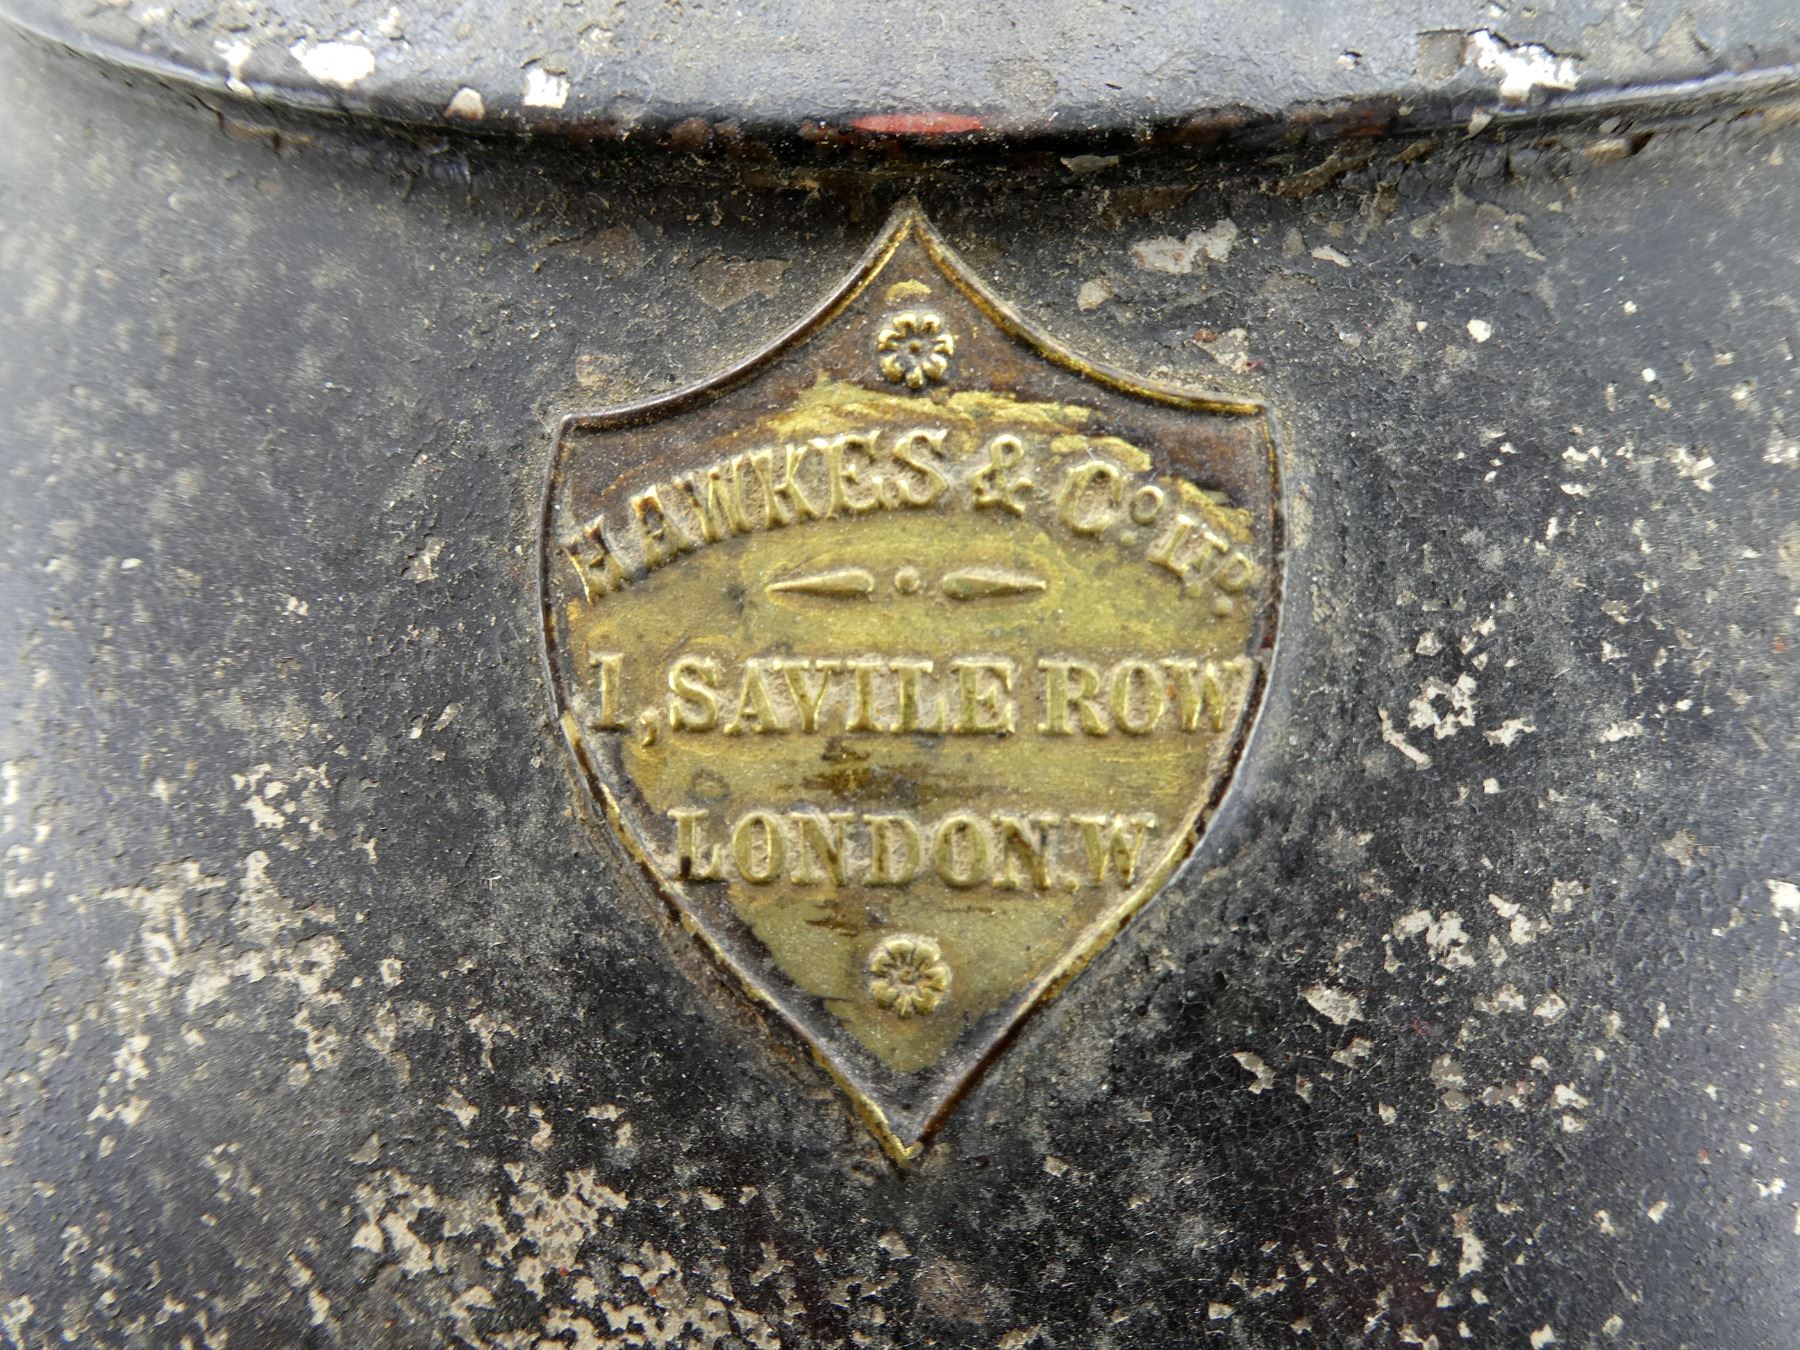 HAWKES & Co. LTD.
1, SAVILE ROW
LONDON.W